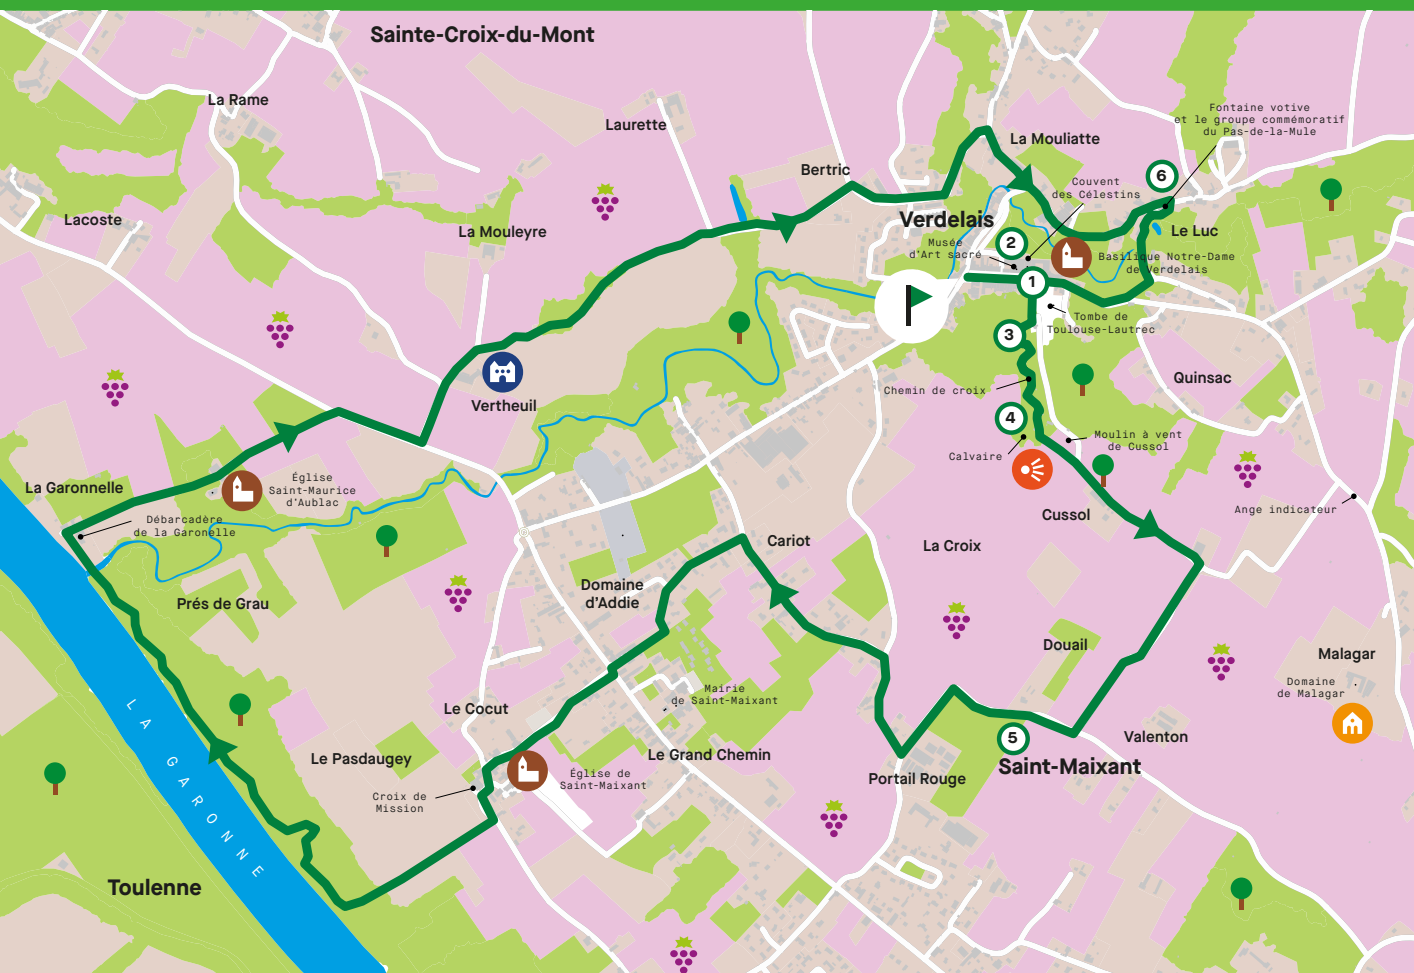 Sainte-Croix-du-Mont
La Rame
Laurette
Fontaine votive
et le groupe commémoratif
du Pas-de-la-Mule
La Mouliatte
Bertric
6
Couvent
des Célestins
Lacoste
La Mouleyre
Verdelais
Le Luc
2
Musée
d'Art sacré
Basilique Notre-Dame
de Verdelais
1
Tombe de
Toulouse-Lautrec
3
Chemin de croix
Quinsac
Vertheuil
4
Moulin à vent
de Cussol
Calvaire
La Garonnelle
Église
Saint-Maurice
d'Aublac
Débarcadère
de la Garonelle
Cussol
Ange indicateur
Cariot
La Croix
Domaine
d'Addie
Prés de Grau
Douail
Malagar
Domaine
de Malagar
Mairie
de Saint-Maixant
Le Cocut
LA GARONNE
Le Pasdaugey
Le Grand Chemin
5
Valenton
Saint-Maixant
Portail Rouge
Église de
Saint-Maixant
Croix de
Mission
Toulenne